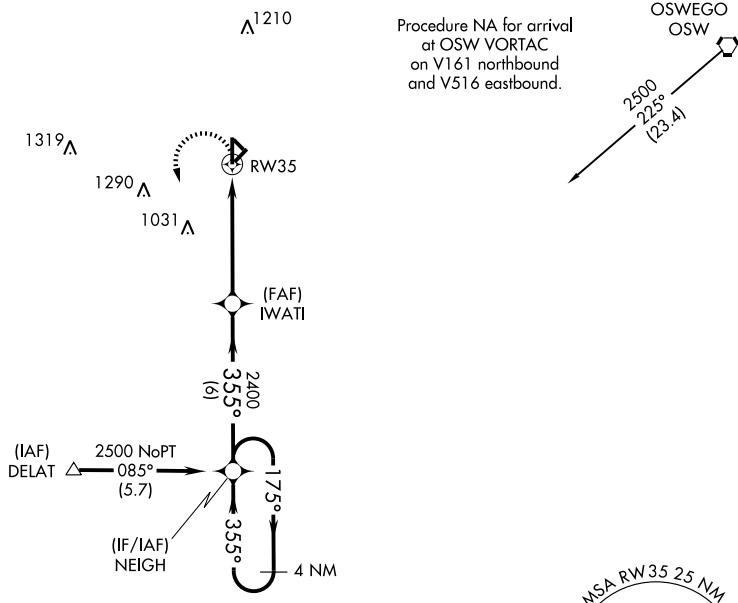 1210
Procedure NA for arrival
at OSW VORTAC
on V161 northbound
and V516 eastbound.
OSWEGO
OSW
2500
225°
(23.4)
1319
1290
1031
RW35
(FAF)
IWATI
2400
355°
(6)
(IAF)
DELAT
2500 NoPT
085°
(5.7)
175°
355°
(IF/IAF)
NEIGH
4 NM
MSA RW35 25 NM